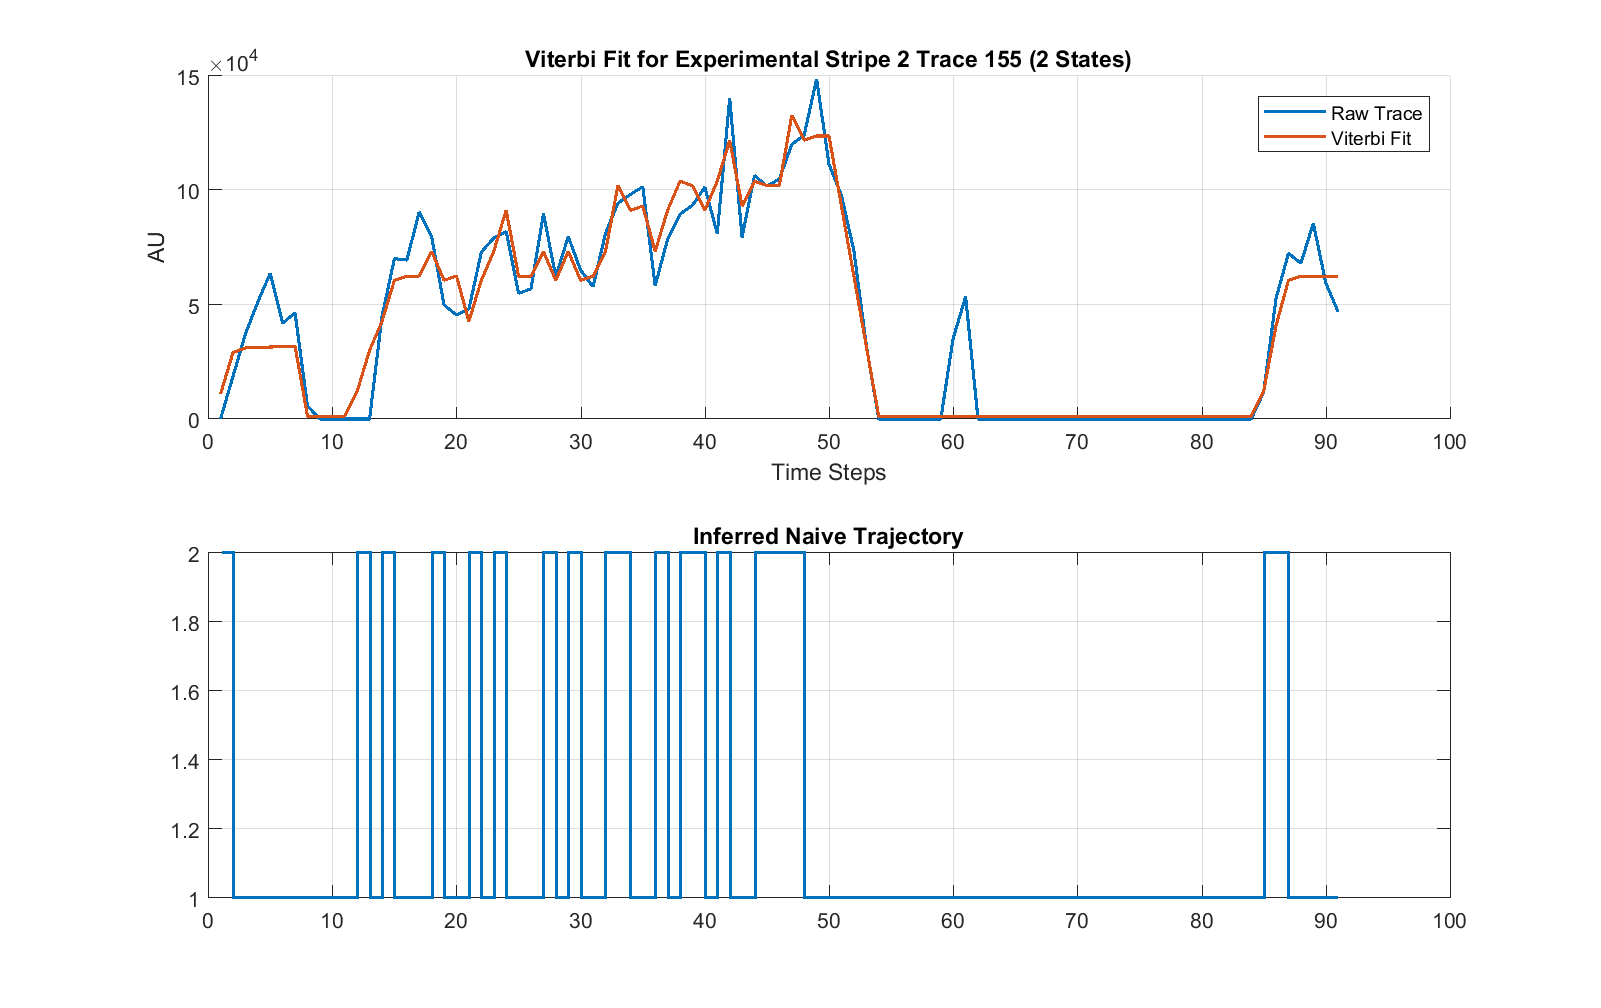 Viterbi Fit for Experimental Stripe 2 Trace 155 (2 States)
×10⁴
15
10
5
0
AU
Raw Trace
Viterbi Fit
0 10 20 30 40 50 60 70 80 90 100
Time Steps
Inferred Naive Trajectory
2
1.8
1.6
1.4
1.2
1
0 10 20 30 40 50 60 70 80 90 100